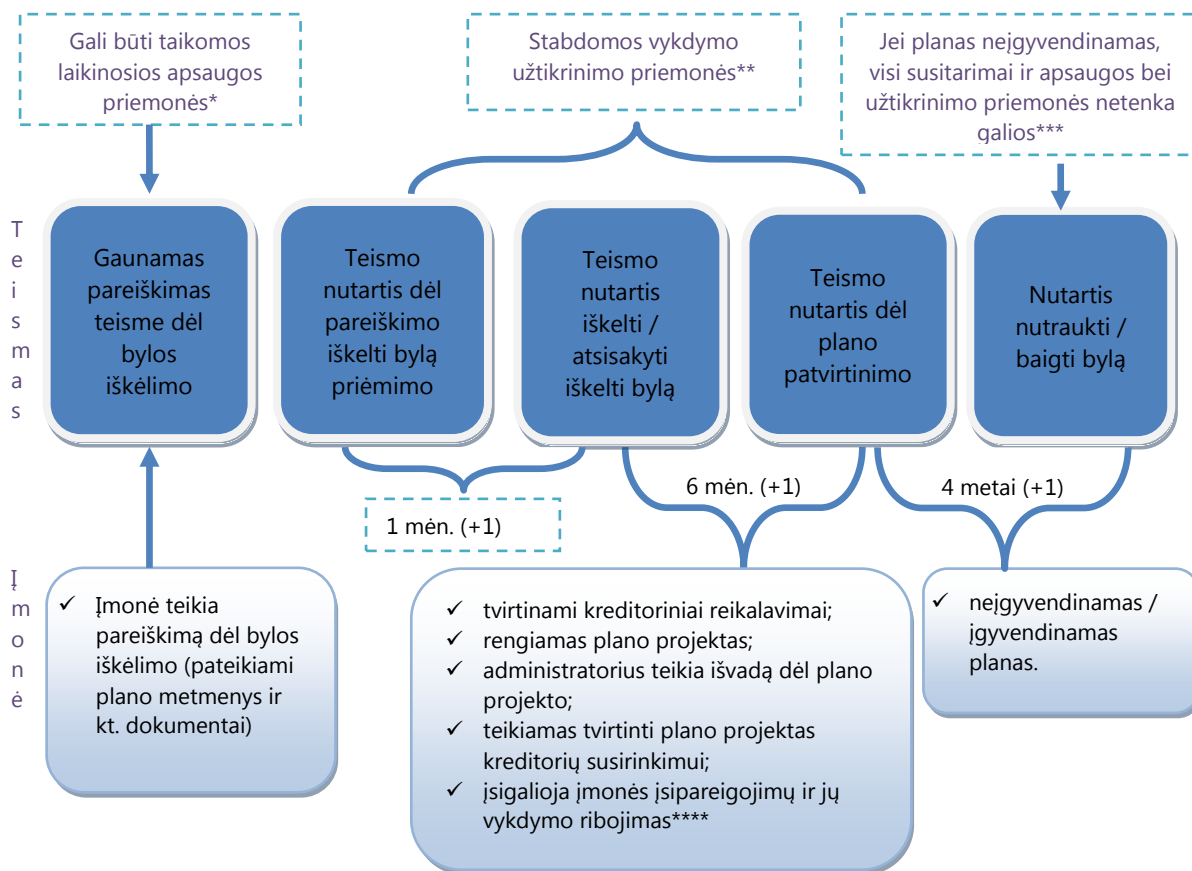 Gali būti taikomos
laikinosios apsaugos
priemonės*
Stabdomos vykdymo
užtikrinimo priemonės**
Jei planas neįgyvendinamas,
visi susitarimai ir apsaugos bei
užtikrinimo priemonės netenka
galios***
Teismas
Gaunamas
pareiškimas
teisme dėl
bylos
iškėlimo
Teismo
nutartis dėl
pareiškimo
iškelti bylą
priėmimo
Teismo
nutartis
iškelti /
atsisakyti
iškelti bylą
Teismo
nutartis dėl
plano
patvirtinimo
Nutartis
nutraukti /
baigti bylą
1 mėn. (+1)
6 mėn. (+1)
4 metai (+1)
Įmonė
✓ Įmonė teikia
pareiškimą dėl bylos
iškėlimo (pateikiami
plano metmenys ir
kt. dokumentai)
✓ tvirtinami kreditoriniai reikalavimai;
✓ rengiamas plano projektas;
✓ administratorius teikia išvadą dėl plano
projekto;
✓ teikiamas tvirtinti plano projektas
kreditorių susirinkimui;
✓ įsigalioja įmonės įsipareigojimų ir jų
vykdymo ribojimas****
✓ neįgyvendinamas /
įgyvendinamas
planas.